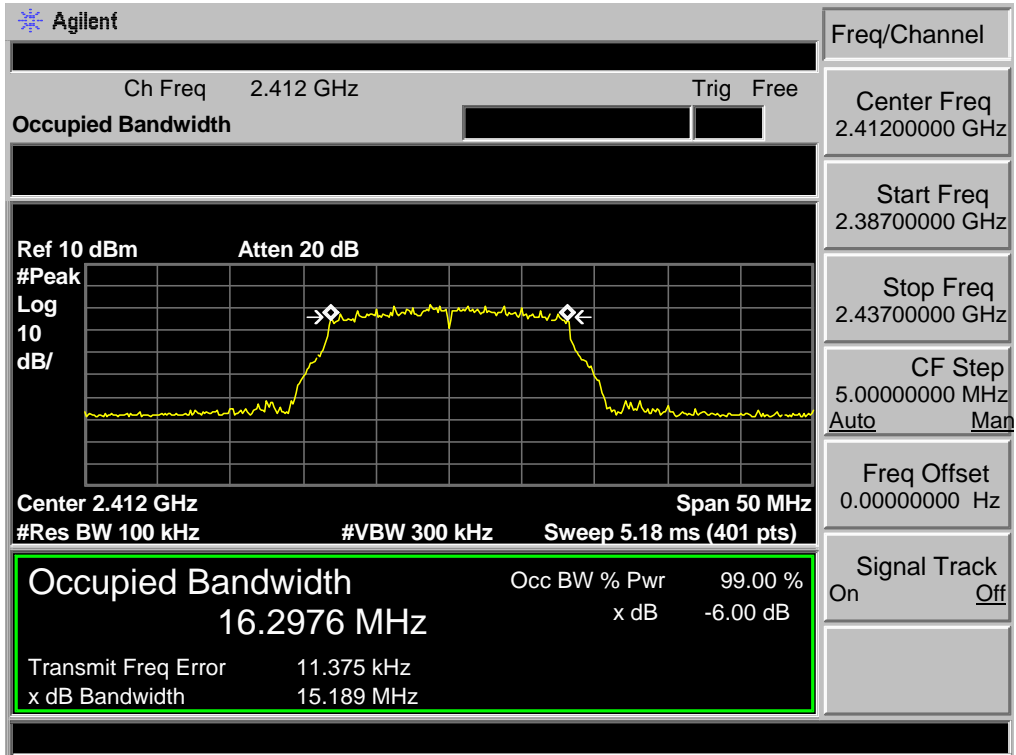 Agilent
Freq/Channel
Ch Freq 2.412 GHz Trig Free
Occupied Bandwidth
Center Freq
2.41200000 GHz
Start Freq
2.38700000 GHz
Stop Freq
2.43700000 GHz
CF Step
5.00000000 MHz
Auto Man
Freq Offset
0.00000000 Hz
Signal Track
On Off
Ref 10 dBm Atten 20 dB
#Peak
Log
10
dB/
Center 2.412 GHz Span 50 MHz
#Res BW 100 kHz #VBW 300 kHz Sweep 5.18 ms (401 pts)
Occupied Bandwidth Occ BW % Pwr 99.00 %
16.2976 MHz x dB -6.00 dB
Transmit Freq Error 11.375 kHz
x dB Bandwidth 15.189 MHz